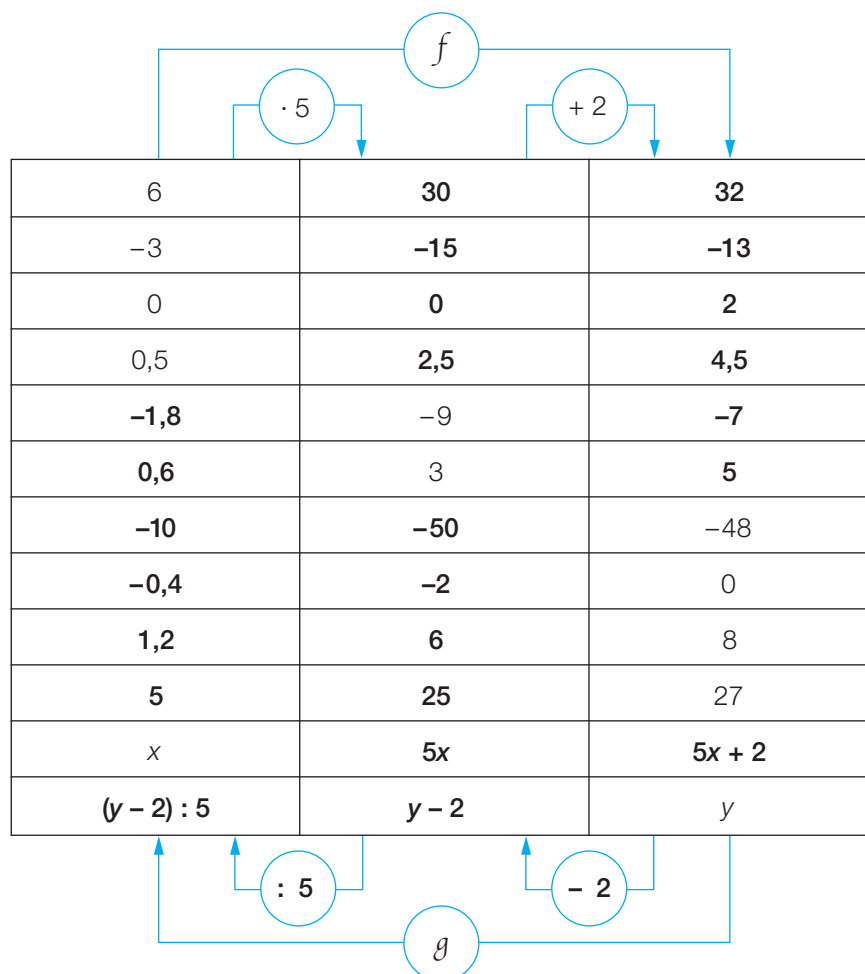 f
· 5 + 2
6 30 32
–3 –15 –13
0 0 2
0,5 2,5 4,5
–1,8 –9 –7
0,6 3 5
–10 –50 –48
–0,4 –2 0
1,2 6 8
5 25 27
x 5x 5x + 2
(y – 2) : 5 y – 2 y
: 5 – 2
g